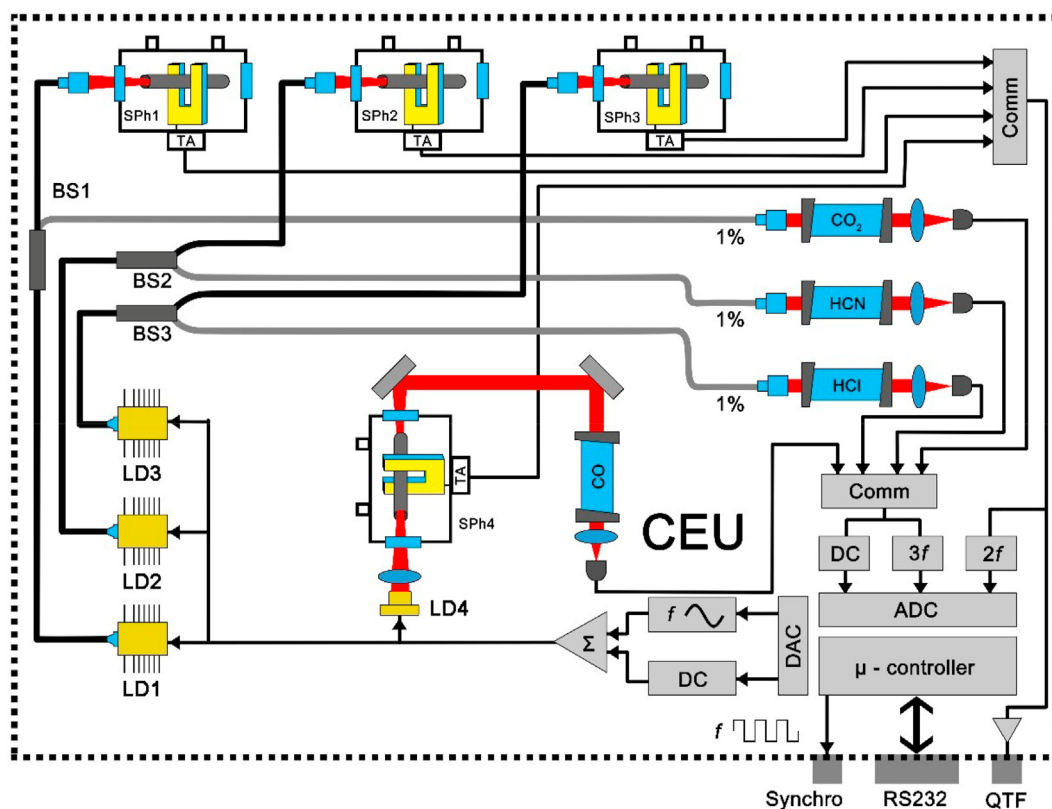 SPh1
TA
SPh2
TA
SPh3
TA
Comm
BS1
1%
CO₂
BS2
1%
HCN
BS3
1%
HCl
LD3
TA
SPh4
CO
CEU
Comm
LD2
DC
3f
2f
LD4
ADC
LD1
Σ
f
DC
DAC
μ - controller
f
Synchro
RS232
QTF